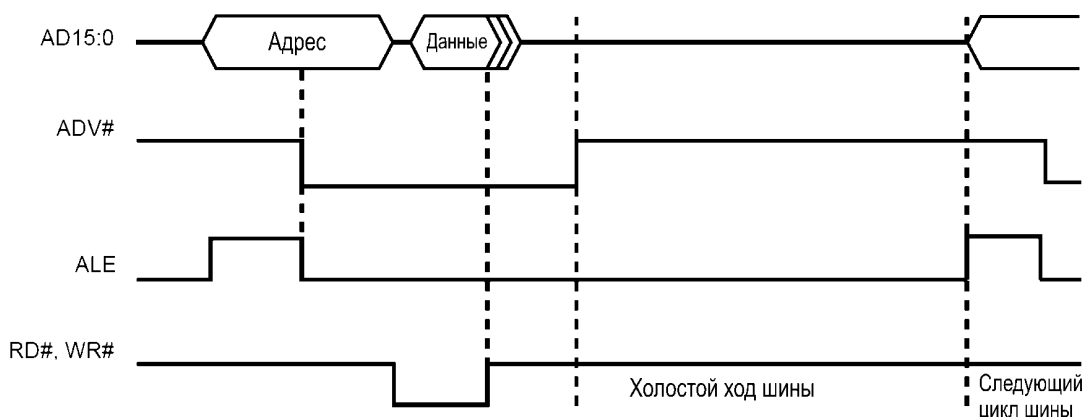 AD15:0
Адрес
Данные
ADV#
ALE
RD#, WR#
Холостой ход шины
Следующий
цикл шины